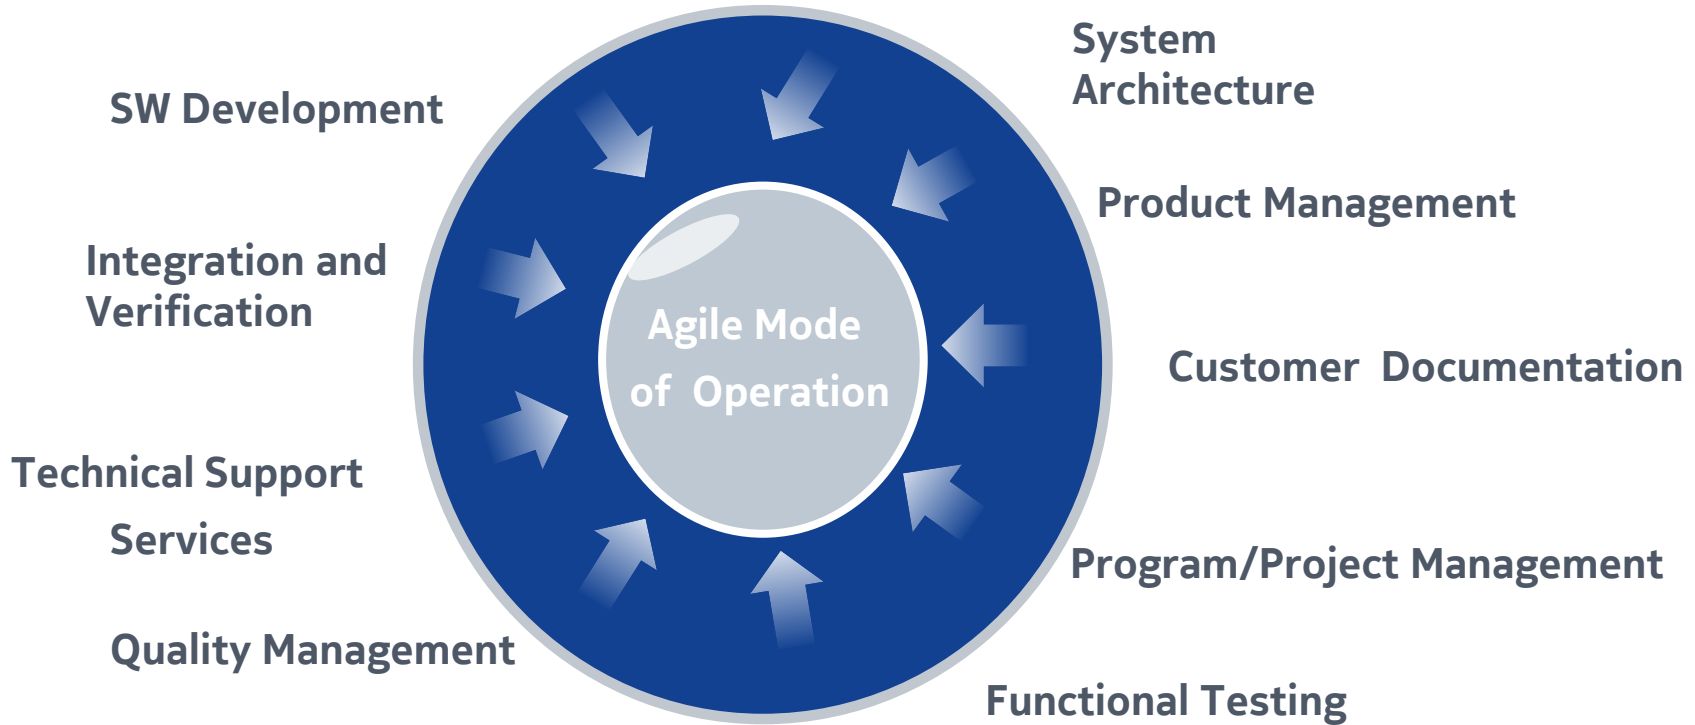 SW Development
Integration and
Verification
Technical Support
Services
Quality Management
Agile Mode
of Operation
System
Architecture
Product Management
Customer Documentation
Program/Project Management
Functional Testing